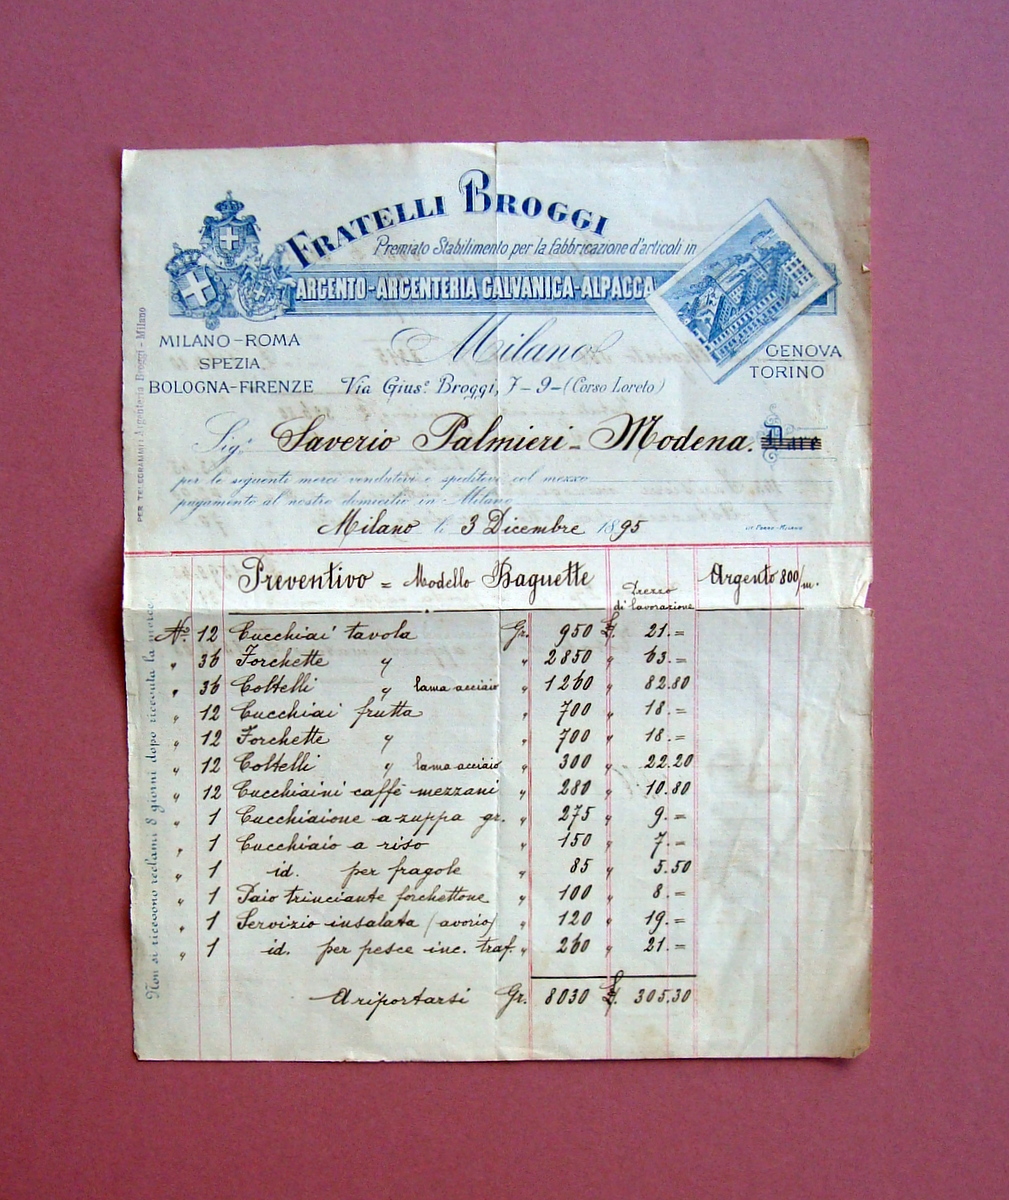 FRATELLI BROGGI
Premiato Stabilimento per la fabbricazione d'articoli in
ARGENTO-ARGENTERIA GALVANICA-ALPACCA
MILANO-ROMA
SPEZIA
BOLOGNA-FIRENZE
Milano
Via Gius.e Broggi, 7-9-(Corso Loreto)
GENOVA
TORINO
Sig.r Saverio Palmieri - Modena. Dare
per le seguenti merci vendutevi e speditevi col mezzo
pagamento al nostro domicilio in Milano
Milano li 3 Dicembre 1895
PER TELEGRAMMI Argenteria Broggi - Milano
Non si ricevono reclami 8 giorni dopo ricevuta la merce.
Preventivo = Modello Baguette Prezzo di lavorazione Argento 800/m.
N.o 12 Cucchiai tavola Gr. 950 £. 21.=
" 36 Forchette " " 2850 " 63.=
" 36 Coltelli " lama acciaio " 1260 " 82.80
" 12 Cucchiai frutta " 700 " 18.=
" 12 Forchette " " 700 " 18.=
" 12 Coltelli " lama acciaio " 300 " 22.20
" 12 Cucchiaini caffè mezzani " 280 " 10.80
" 1 Cucchiaione a zuppa gr. " 275 " 9.=
" 1 Cucchiaio a riso " 150 " 7.=
" 1 id. per fragole " 85 " 5.50
" 1 Paio trinciante forchettone " 100 " 8.=
" 1 Servizio insalata (avorio) " 120 " 19.=
" 1 id. per pesce inc. traf. " 260 " 21.=
A riportarsi Gr. 8030 £. 305.30